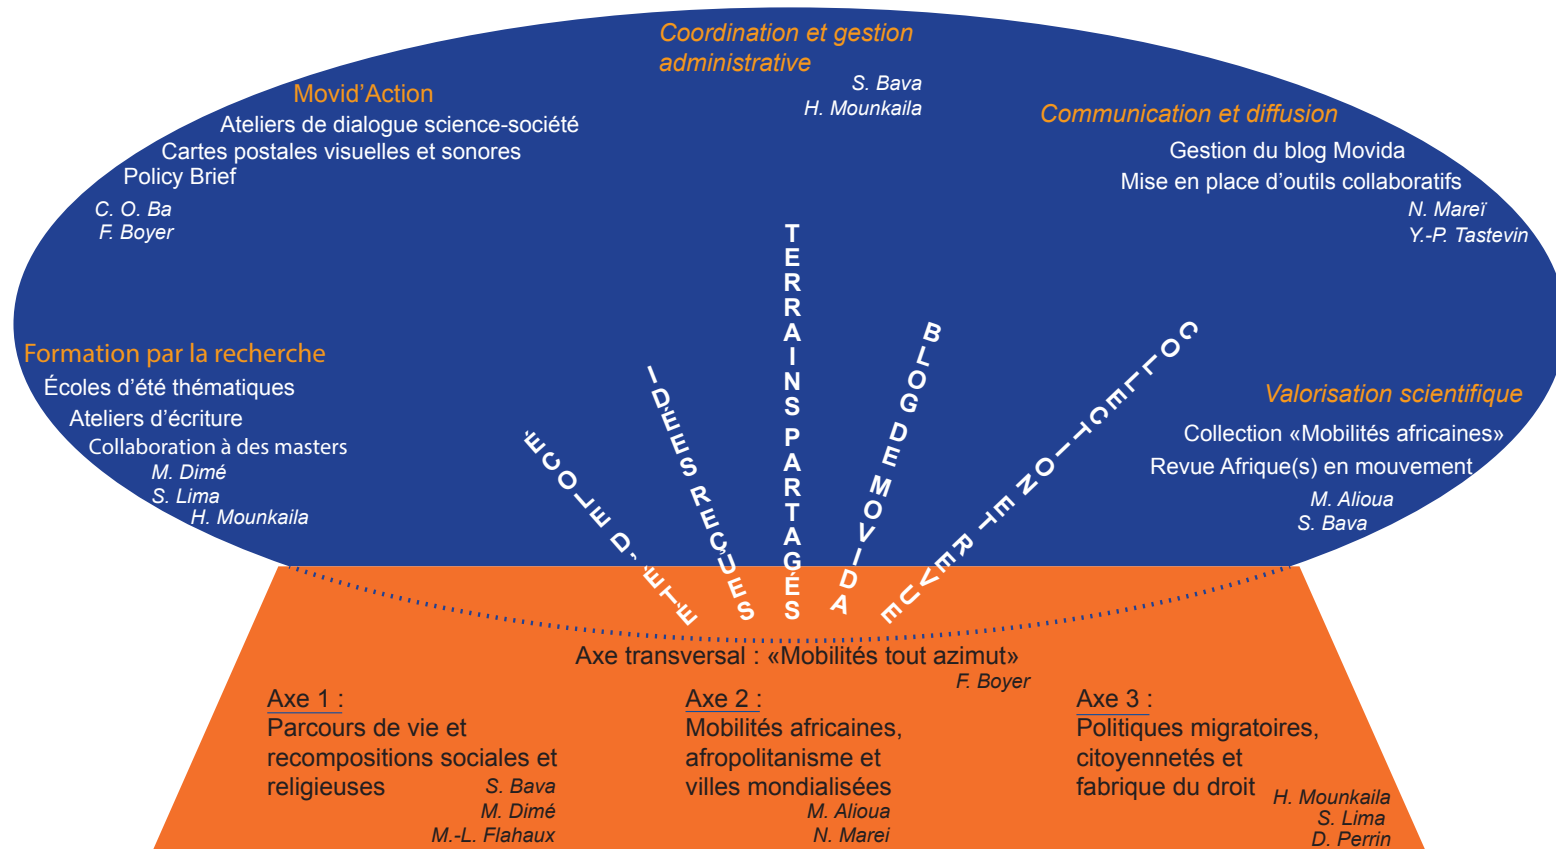 Coordination et gestion
administrative
S. Bava
H. Mounkaila
Movid'Action
Ateliers de dialogue science-société
Cartes postales visuelles et sonores
Policy Brief
C. O. Ba
F. Boyer
Communication et diffusion
Gestion du blog Movida
Mise en place d'outils collaboratifs
N. Mareï
Y.-P. Tastevin
Formation par la recherche
Écoles d'été thématiques
Ateliers d'écriture
Collaboration à des masters
M. Dimé
S. Lima
H. Mounkaila
Valorisation scientifique
Collection «Mobilités africaines»
Revue Afrique(s) en mouvement
M. Alioua
S. Bava
ÉCOLE D'ÉTÉ
IDÉES REÇUES
TERRAINS PARTAGÉS
BLOG DE MOVIDA
COLLECTION ET REVUE
Axe transversal : «Mobilités tout azimut»
F. Boyer
Axe 1 :
Parcours de vie et
recompositions sociales et
religieuses
S. Bava
M. Dimé
M.-L. Flahaux
Axe 2 :
Mobilités africaines,
afropolitanisme et
villes mondialisées
M. Alioua
N. Marei
Axe 3 :
Politiques migratoires,
citoyennetés et
fabrique du droit
H. Mounkaila
S. Lima
D. Perrin